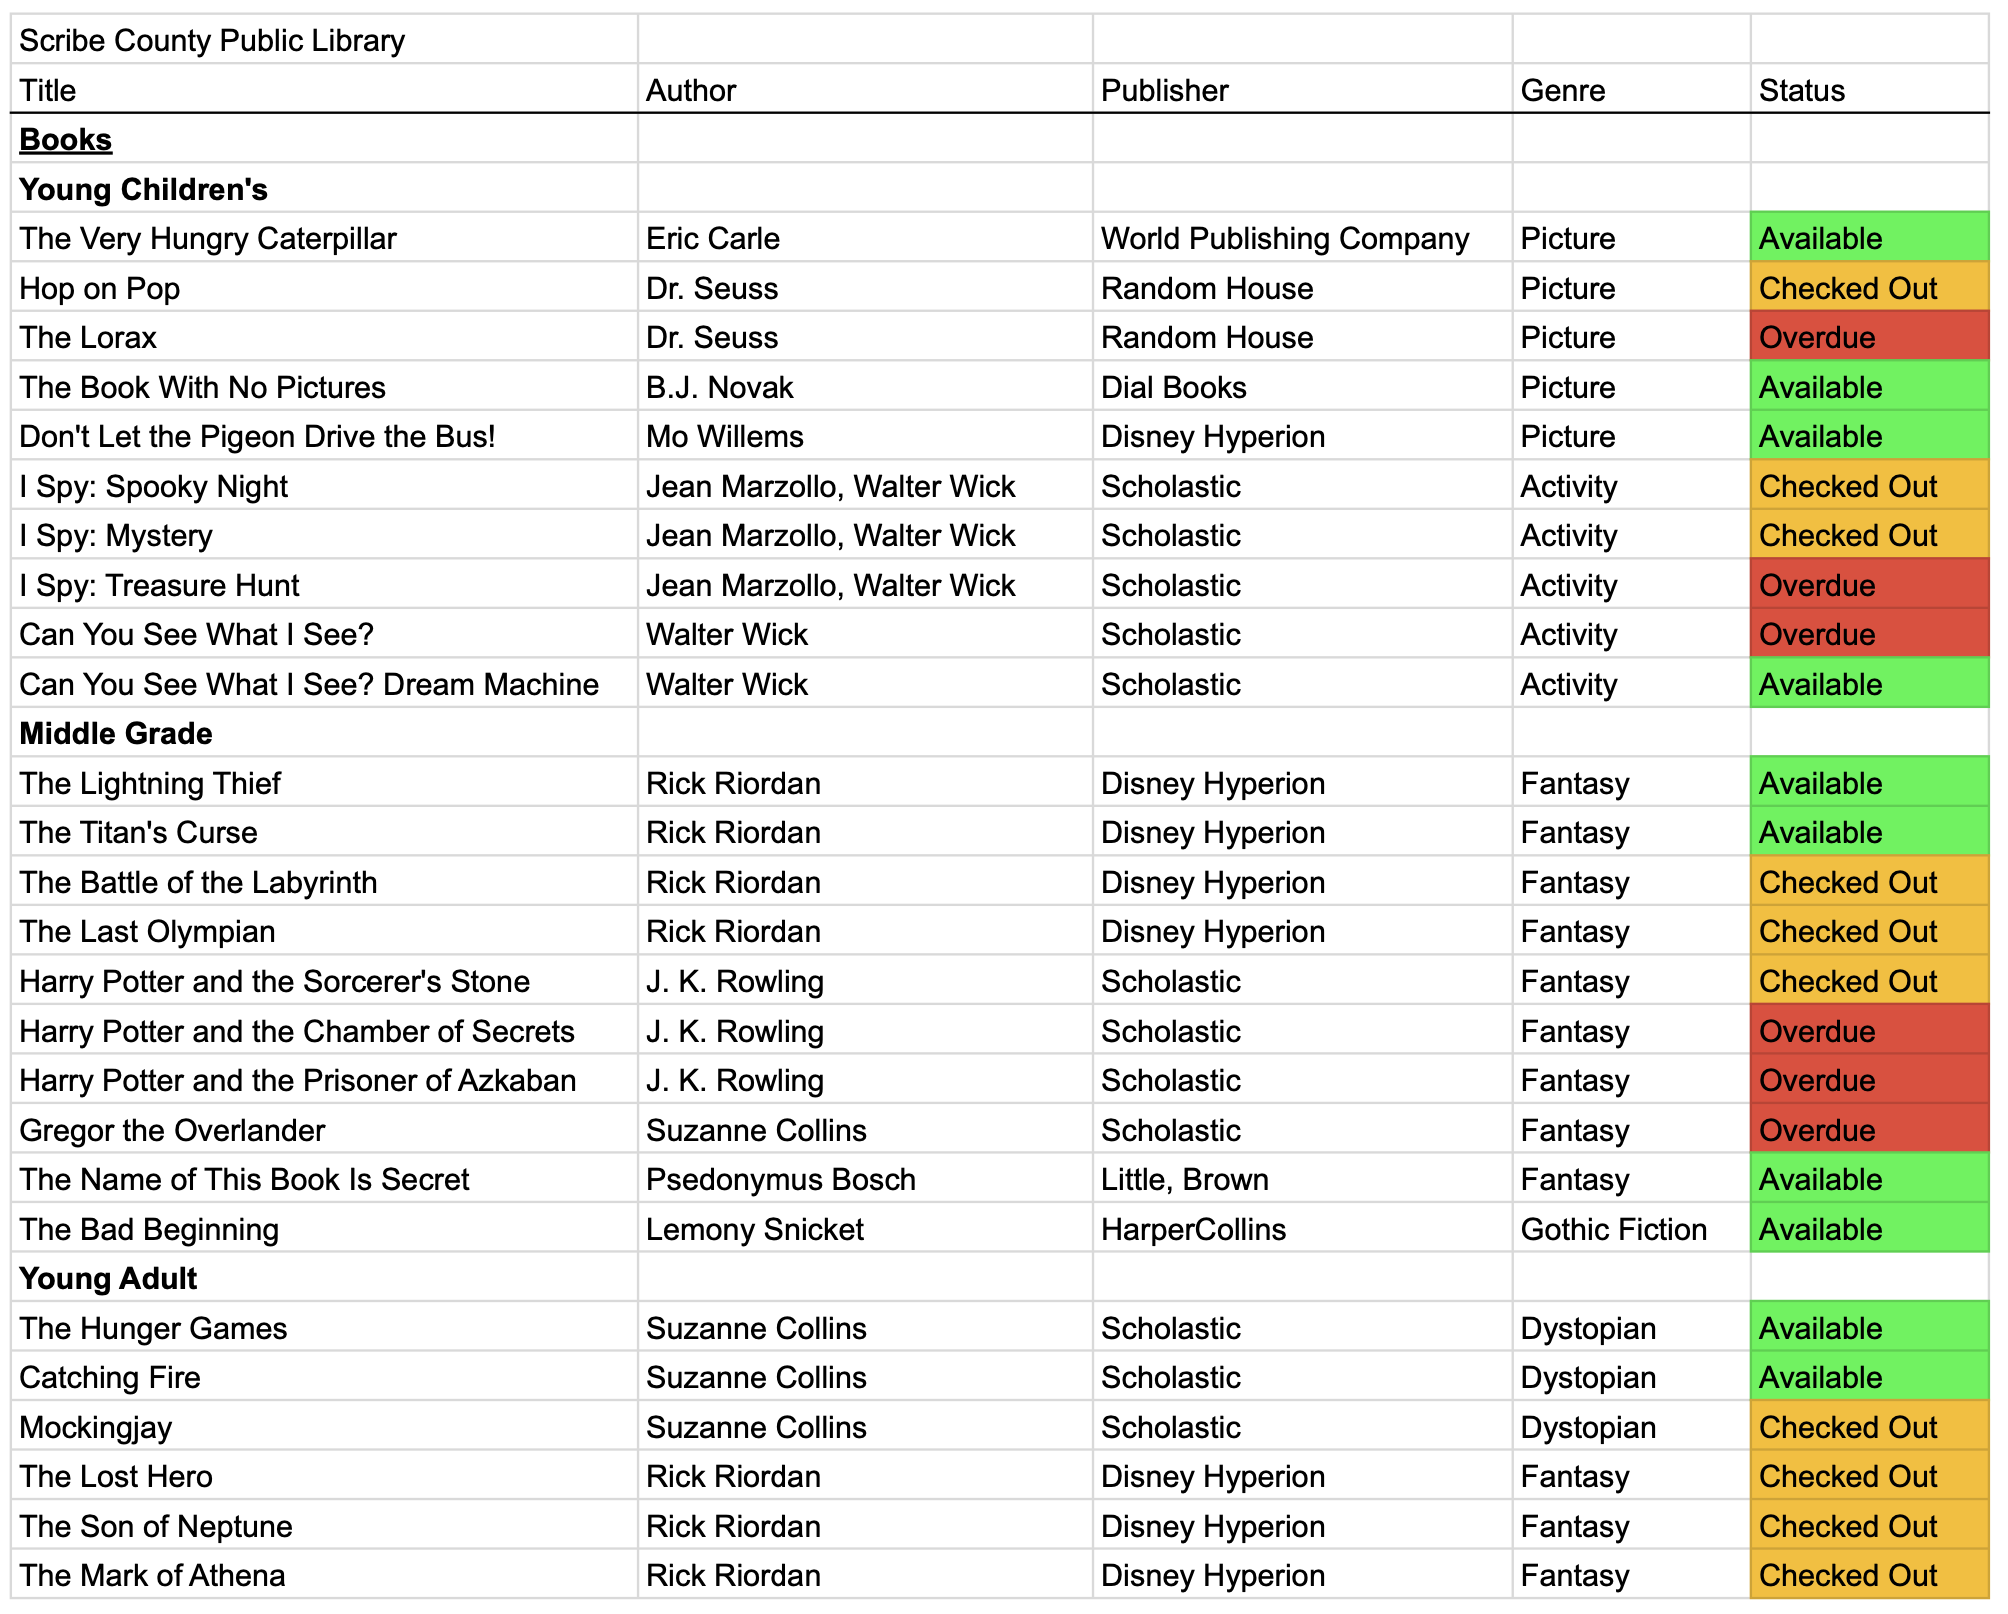 Scribe County Public Library
Title Author Publisher Genre Status
Books
Young Children's
The Very Hungry Caterpillar Eric Carle World Publishing Company Picture Available
Hop on Pop Dr. Seuss Random House Picture Checked Out
The Lorax Dr. Seuss Random House Picture Overdue
The Book With No Pictures B.J. Novak Dial Books Picture Available
Don't Let the Pigeon Drive the Bus! Mo Willems Disney Hyperion Picture Available
I Spy: Spooky Night Jean Marzollo, Walter Wick Scholastic Activity Checked Out
I Spy: Mystery Jean Marzollo, Walter Wick Scholastic Activity Checked Out
I Spy: Treasure Hunt Jean Marzollo, Walter Wick Scholastic Activity Overdue
Can You See What I See? Walter Wick Scholastic Activity Overdue
Can You See What I See? Dream Machine Walter Wick Scholastic Activity Available
Middle Grade
The Lightning Thief Rick Riordan Disney Hyperion Fantasy Available
The Titan's Curse Rick Riordan Disney Hyperion Fantasy Available
The Battle of the Labyrinth Rick Riordan Disney Hyperion Fantasy Checked Out
The Last Olympian Rick Riordan Disney Hyperion Fantasy Checked Out
Harry Potter and the Sorcerer's Stone J. K. Rowling Scholastic Fantasy Checked Out
Harry Potter and the Chamber of Secrets J. K. Rowling Scholastic Fantasy Overdue
Harry Potter and the Prisoner of Azkaban J. K. Rowling Scholastic Fantasy Overdue
Gregor the Overlander Suzanne Collins Scholastic Fantasy Overdue
The Name of This Book Is Secret Psedonymus Bosch Little, Brown Fantasy Available
The Bad Beginning Lemony Snicket HarperCollins Gothic Fiction Available
Young Adult
The Hunger Games Suzanne Collins Scholastic Dystopian Available
Catching Fire Suzanne Collins Scholastic Dystopian Available
Mockingjay Suzanne Collins Scholastic Dystopian Checked Out
The Lost Hero Rick Riordan Disney Hyperion Fantasy Checked Out
The Son of Neptune Rick Riordan Disney Hyperion Fantasy Checked Out
The Mark of Athena Rick Riordan Disney Hyperion Fantasy Checked Out